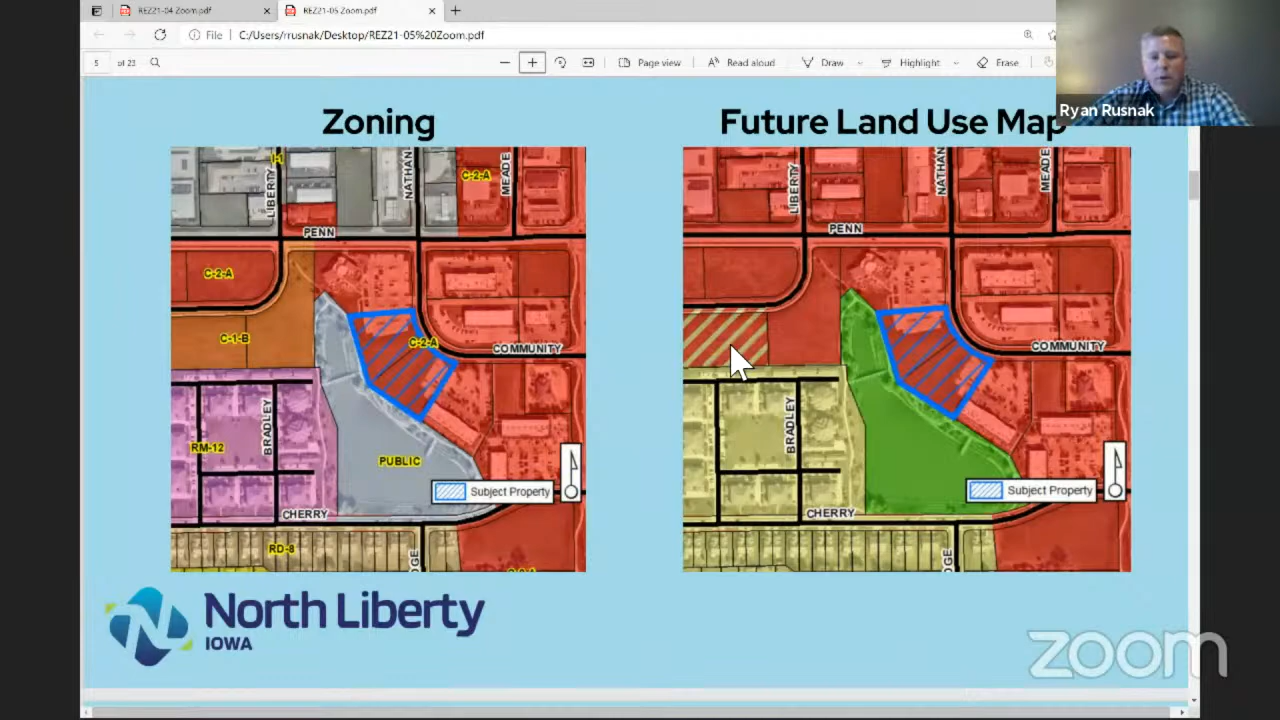 REZ21-04 Zoom.pdf
REZ21-05 Zoom.pdf
File C:/Users/rrusnak/Desktop/REZ21-05%20Zoom.pdf
5 of 23 Page view Read aloud Draw Highlight Erase
Ryan Rusnak
Zoning
I-1
LIBERTY
NATHAN
C-2-A
MEADE
PENN
C-2-A
C-1-B
C-2-A
COMMUNITY
BRADLEY
RM-12
PUBLIC
Subject Property
CHERRY
RD-8
Future Land Use Map
LIBERTY
NATHAN
MEADE
PENN
COMMUNITY
BRADLEY
Subject Property
CHERRY
North Liberty
IOWA
zoom